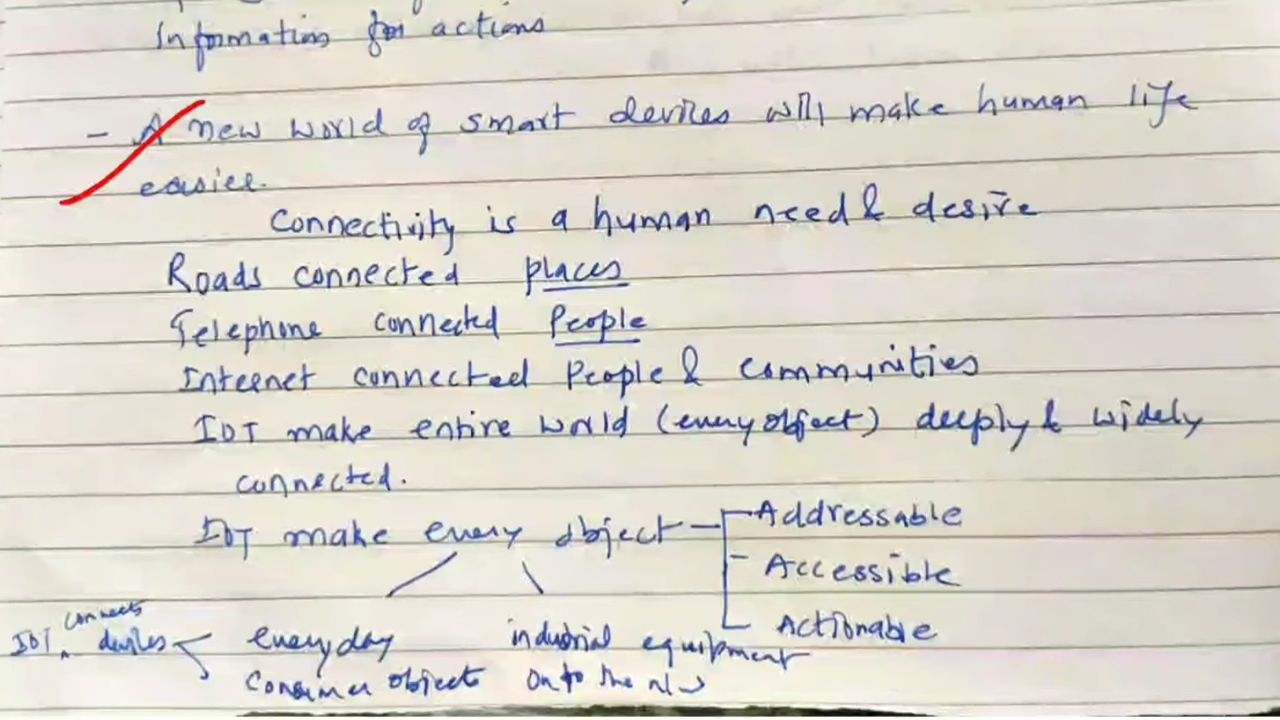 Information for actions
- A new world of smart devices will make human life
easier.
Connectivity is a human need & desire
Roads connected places
Telephone connected People
Internet connected People & communities
IOT make entire world (every object) deeply & widely
connected.
IOT make every object - Addressable
- Accessible
- Actionable
connects
IOT devices everyday industrial equipment
Consumer objects onto the n/w